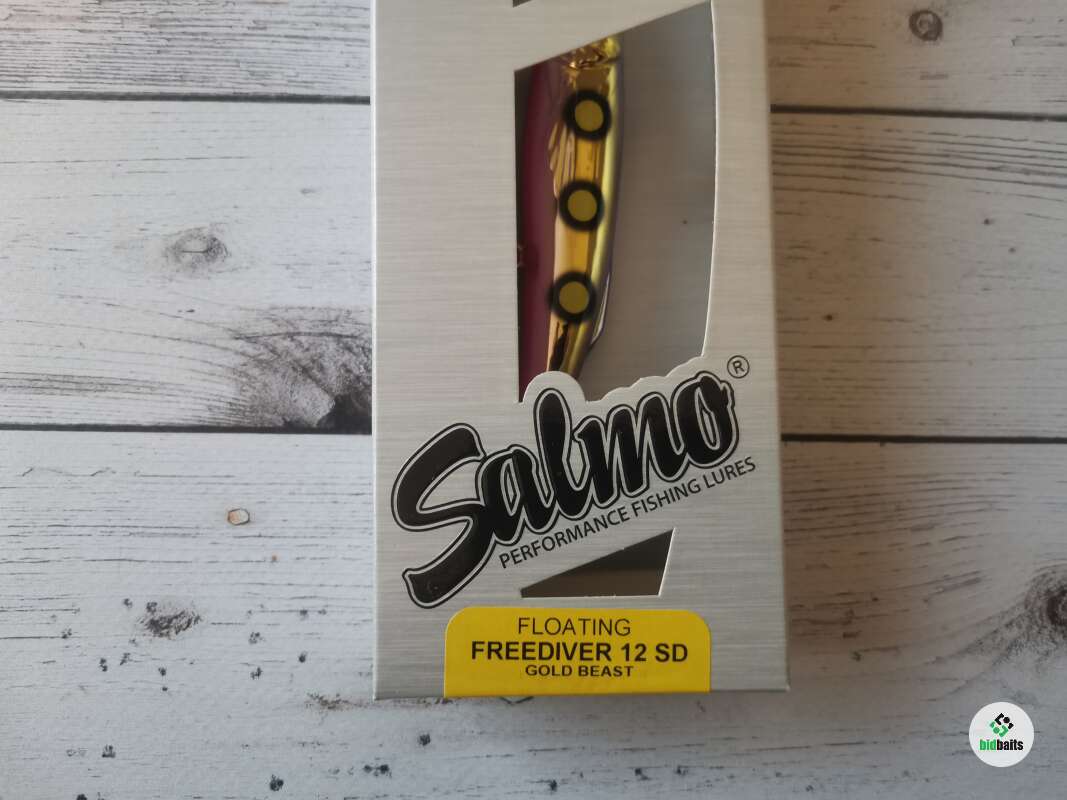 Salmo®
PERFORMANCE FISHING LURES
FLOATING
FREEDIVER 12 SD
GOLD BEAST
bidbaits